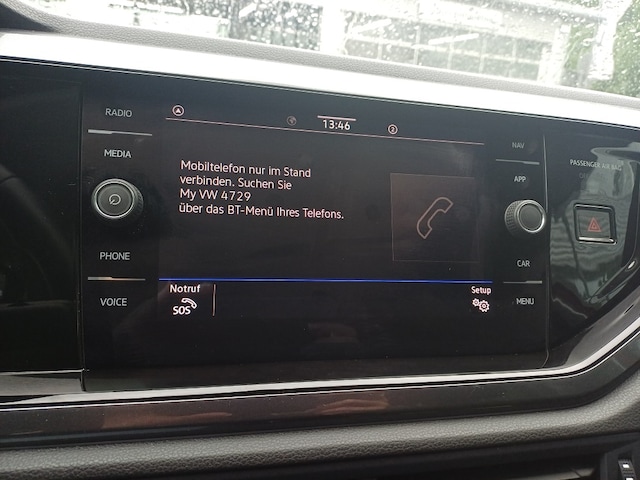 RADIO
MEDIA
PHONE
VOICE
13:46
2
Mobiltelefon nur im Stand
verbinden. Suchen Sie
My VW 4729
über das BT-Menü Ihres Telefons.
Notruf
SOS
Setup
NAV
APP
CAR
MENU
PASSENGER AIR BAG